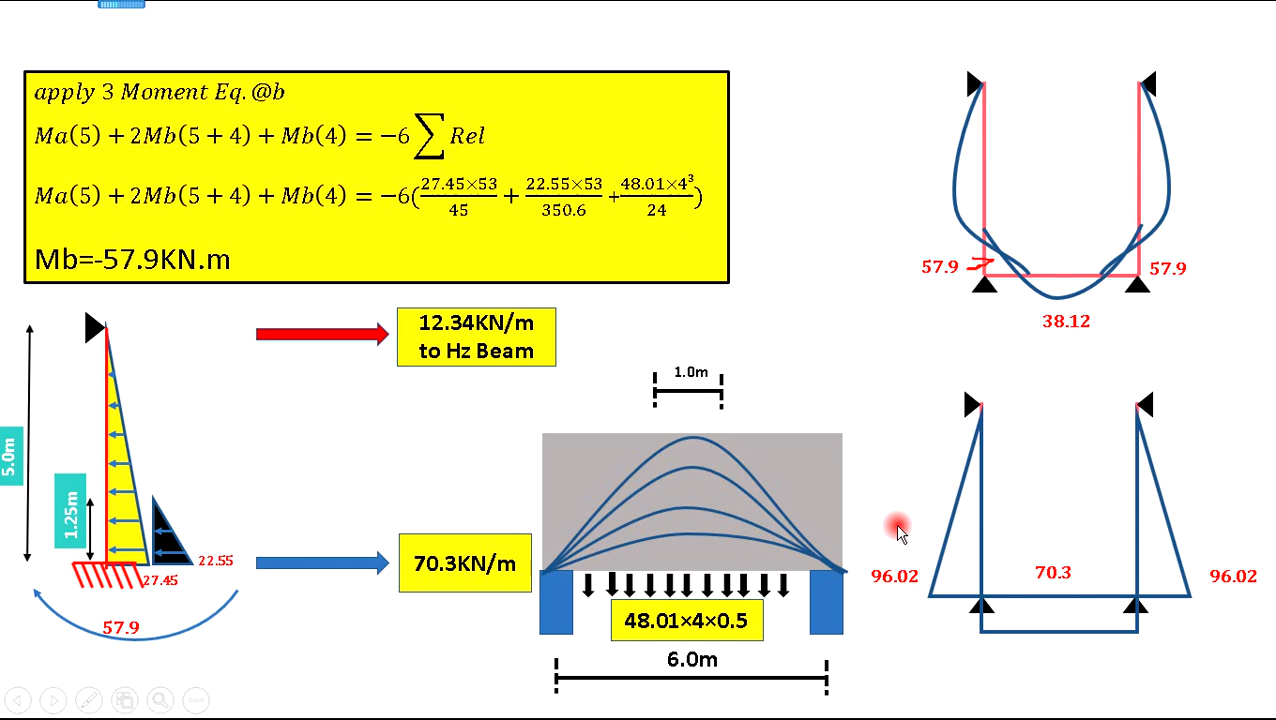 apply 3 Moment Eq. @b
Ma(5) + 2Mb(5 + 4) + Mb(4) = −6 ∑ Rel
Ma(5) + 2Mb(5 + 4) + Mb(4) = −6(27.45×53/45 + 22.55×53/350.6 + 48.01×4³/24)
Mb=-57.9KN.m
57.9
57.9
38.12
12.34KN/m
to Hz Beam
1.0m
5.0m
1.25m
22.55
27.45
57.9
70.3KN/m
48.01×4×0.5
6.0m
96.02
70.3
96.02